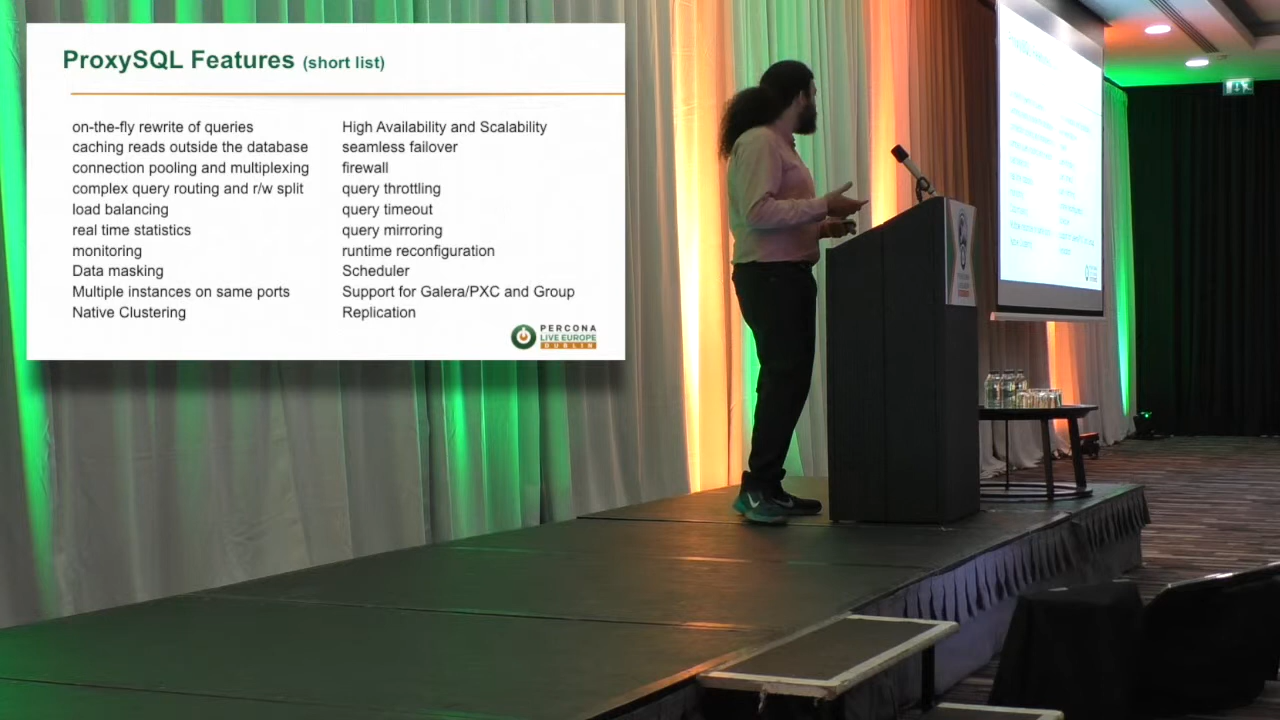 ProxySQL Features (short list)
on-the-fly rewrite of queries
caching reads outside the database
connection pooling and multiplexing
complex query routing and r/w split
load balancing
real time statistics
monitoring
Data masking
Multiple instances on same ports
Native Clustering
High Availability and Scalability
seamless failover
firewall
query throttling
query timeout
query mirroring
runtime reconfiguration
Scheduler
Support for Galera/PXC and Group
Replication
PERCONA
LIVE EUROPE
DUBLIN